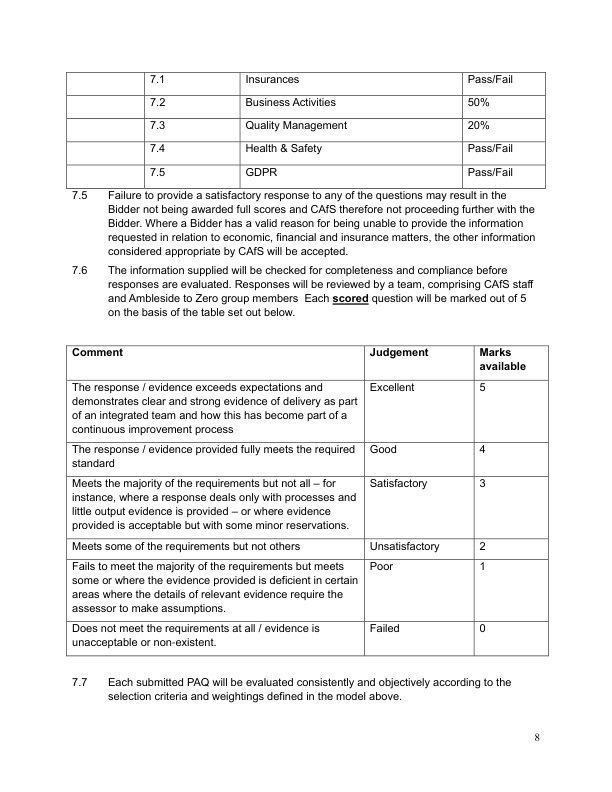 7.1 Insurances Pass/Fail
7.2 Business Activities 50%
7.3 Quality Management 20%
7.4 Health & Safety Pass/Fail
7.5 GDPR Pass/Fail
7.5 Failure to provide a satisfactory response to any of the questions may result in the
Bidder not being awarded full scores and CAfS therefore not proceeding further with the
Bidder. Where a Bidder has a valid reason for being unable to provide the information
requested in relation to economic, financial and insurance matters, the other information
considered appropriate by CAfS will be accepted.
7.6 The information supplied will be checked for completeness and compliance before
responses are evaluated. Responses will be reviewed by a team, comprising CAfS staff
and Ambleside to Zero group members  Each scored question will be marked out of 5
on the basis of the table set out below.
Comment Judgement Marks
available
The response / evidence exceeds expectations and Excellent 5
demonstrates clear and strong evidence of delivery as part
of an integrated team and how this has become part of a
continuous improvement process
The response / evidence provided fully meets the required Good 4
standard
Meets the majority of the requirements but not all – for Satisfactory 3
instance, where a response deals only with processes and
little output evidence is provided – or where evidence
provided is acceptable but with some minor reservations.
Meets some of the requirements but not others Unsatisfactory 2
Fails to meet the majority of the requirements but meets Poor 1
some or where the evidence provided is deficient in certain
areas where the details of relevant evidence require the
assessor to make assumptions.
Does not meet the requirements at all / evidence is Failed 0
unacceptable or non-existent.
7.7 Each submitted PAQ will be evaluated consistently and objectively according to the
selection criteria and weightings defined in the model above.
8